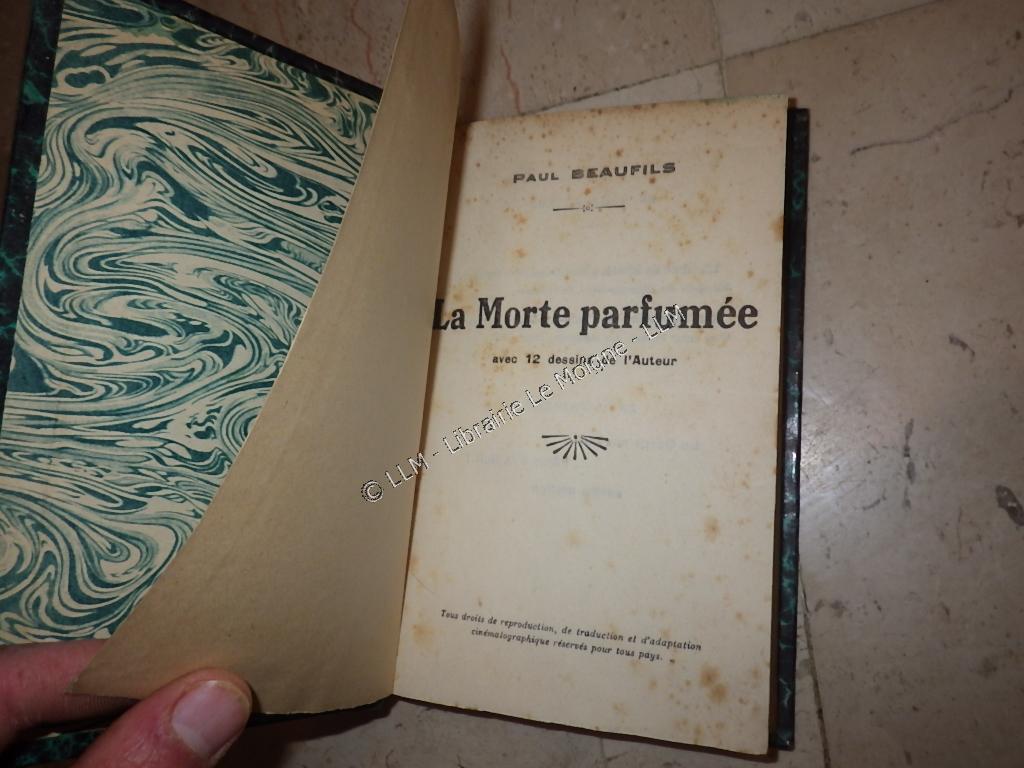 PAUL BEAUFILS
La Morte parfumée
avec 12 dessins de l'Auteur
© LLM - Librairie Le Moigne - LLM
Tous droits de reproduction, de traduction et d'adaptation
cinématographique réservés pour tous pays.